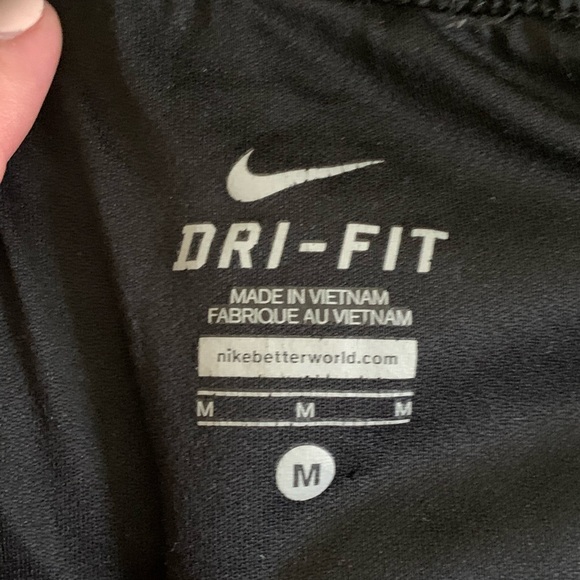 DRI-FIT
MADE IN VIETNAM
FABRIQUE AU VIETNAM
nikebetterworld.com
M M M
M